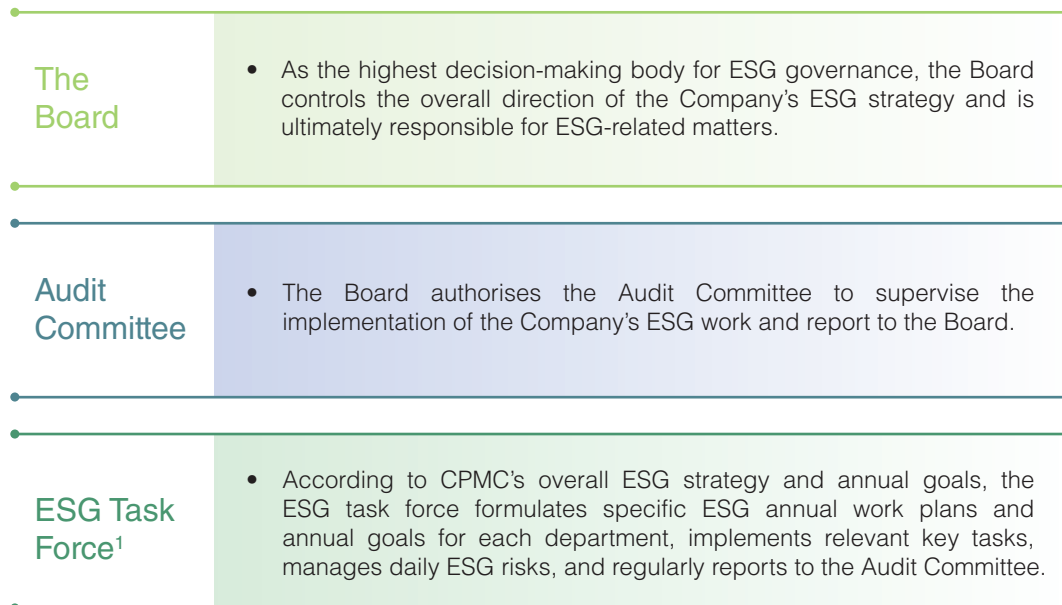 The
Board
• As the highest decision-making body for ESG governance, the Board
controls the overall direction of the Company’s ESG strategy and is
ultimately responsible for ESG-related matters.
Audit
Committee
• The Board authorises the Audit Committee to supervise the
implementation of the Company’s ESG work and report to the Board.
ESG Task
Force¹
• According to CPMC’s overall ESG strategy and annual goals, the
ESG task force formulates specific ESG annual work plans and
annual goals for each department, implements relevant key tasks,
manages daily ESG risks, and regularly reports to the Audit Committee.